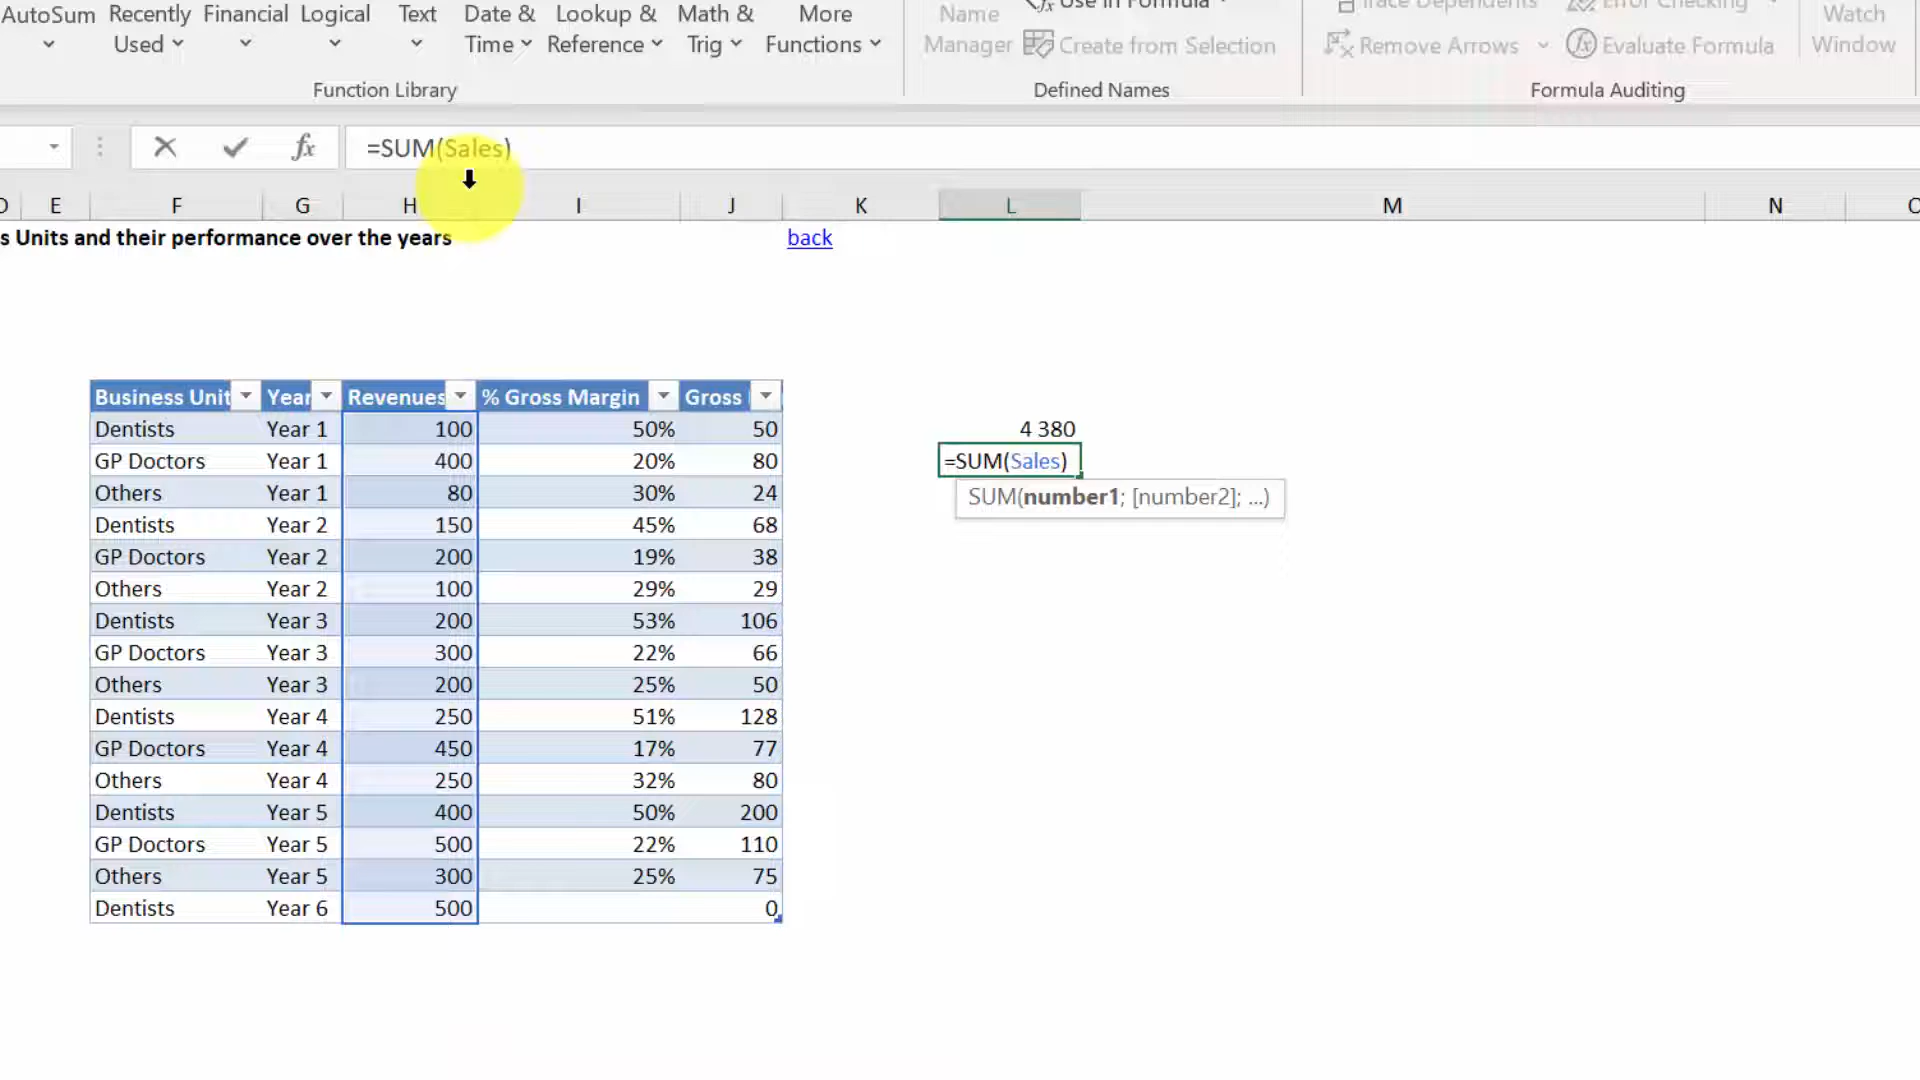 AutoSum Recently Used Financial Logical Text Date & Time Lookup & Reference Math & Trig More Functions
Name Manager Use in Formula Trace Dependents Error Checking Watch Window
Create from Selection Remove Arrows Evaluate Formula
Function Library Defined Names Formula Auditing
fx =SUM(Sales)
E F G H I J K L M N
s Units and their performance over the years back
Business Unit Year Revenues % Gross Margin Gross
Dentists Year 1 100 50% 50 4 380
GP Doctors Year 1 400 20% 80 =SUM(Sales)
Others Year 1 80 30% 24 SUM(number1; [number2]; ...)
Dentists Year 2 150 45% 68
GP Doctors Year 2 200 19% 38
Others Year 2 100 29% 29
Dentists Year 3 200 53% 106
GP Doctors Year 3 300 22% 66
Others Year 3 200 25% 50
Dentists Year 4 250 51% 128
GP Doctors Year 4 450 17% 77
Others Year 4 250 32% 80
Dentists Year 5 400 50% 200
GP Doctors Year 5 500 22% 110
Others Year 5 300 25% 75
Dentists Year 6 500 0